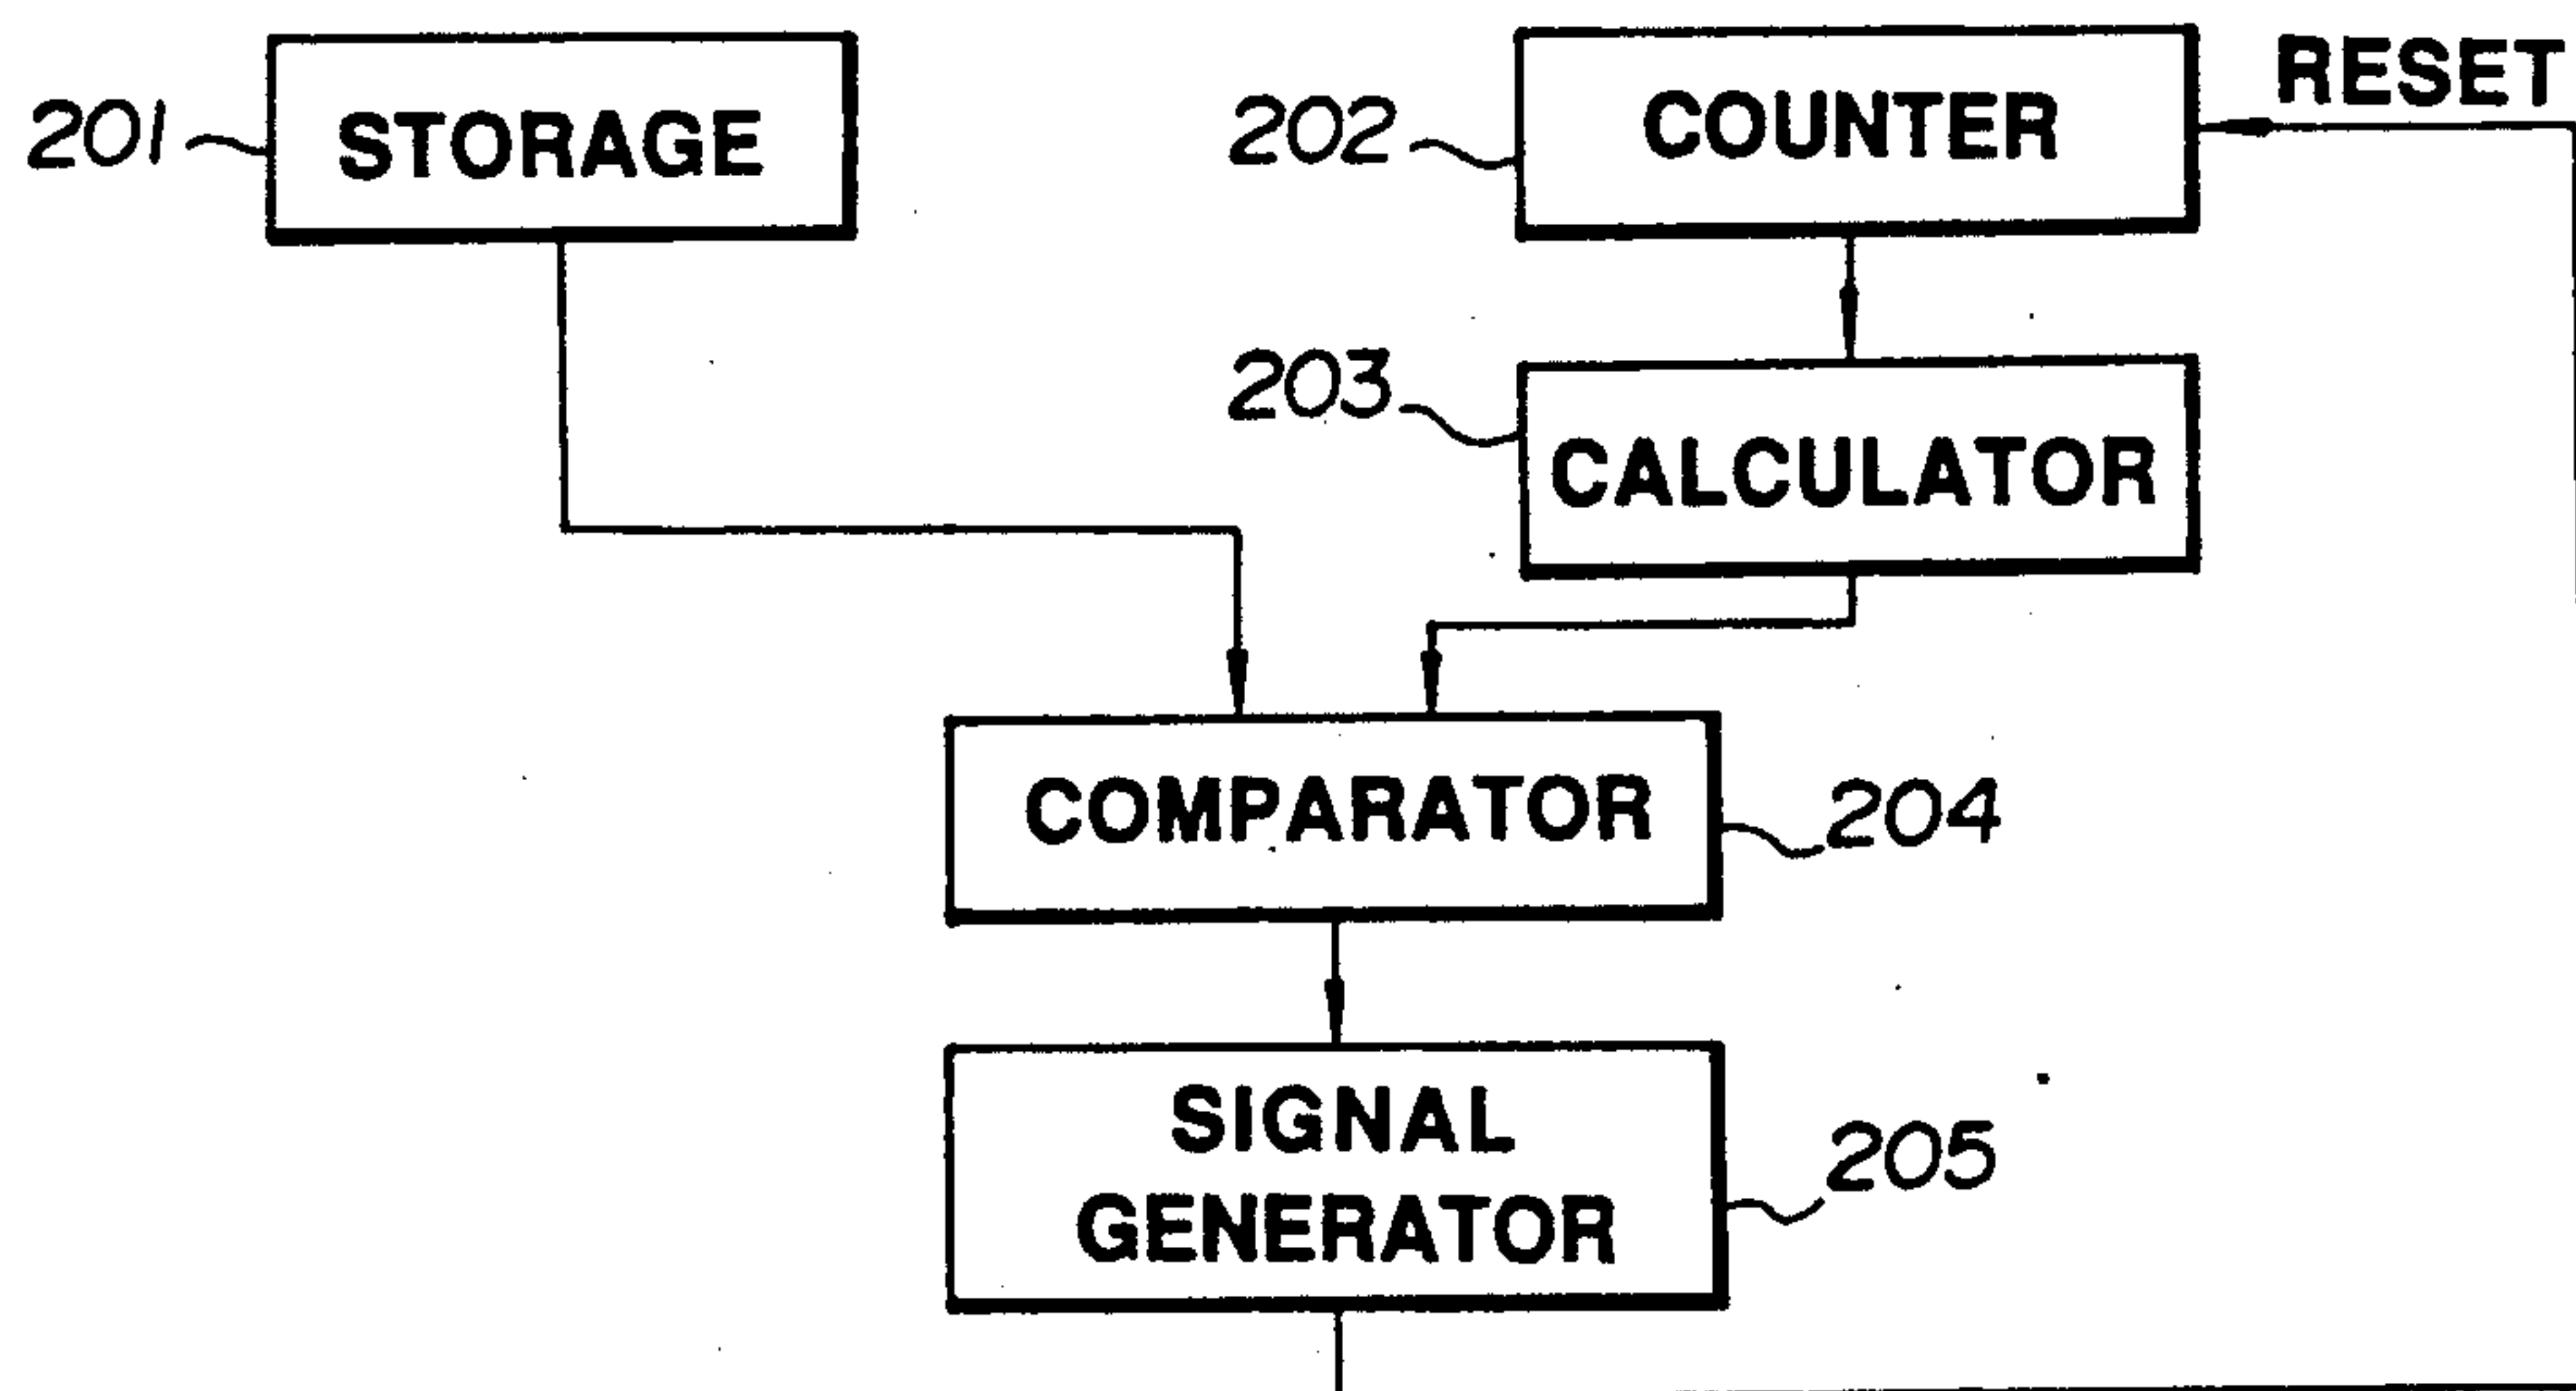 201
STORAGE
202
COUNTER
RESET
203
CALCULATOR
COMPARATOR
204
SIGNAL
GENERATOR
205